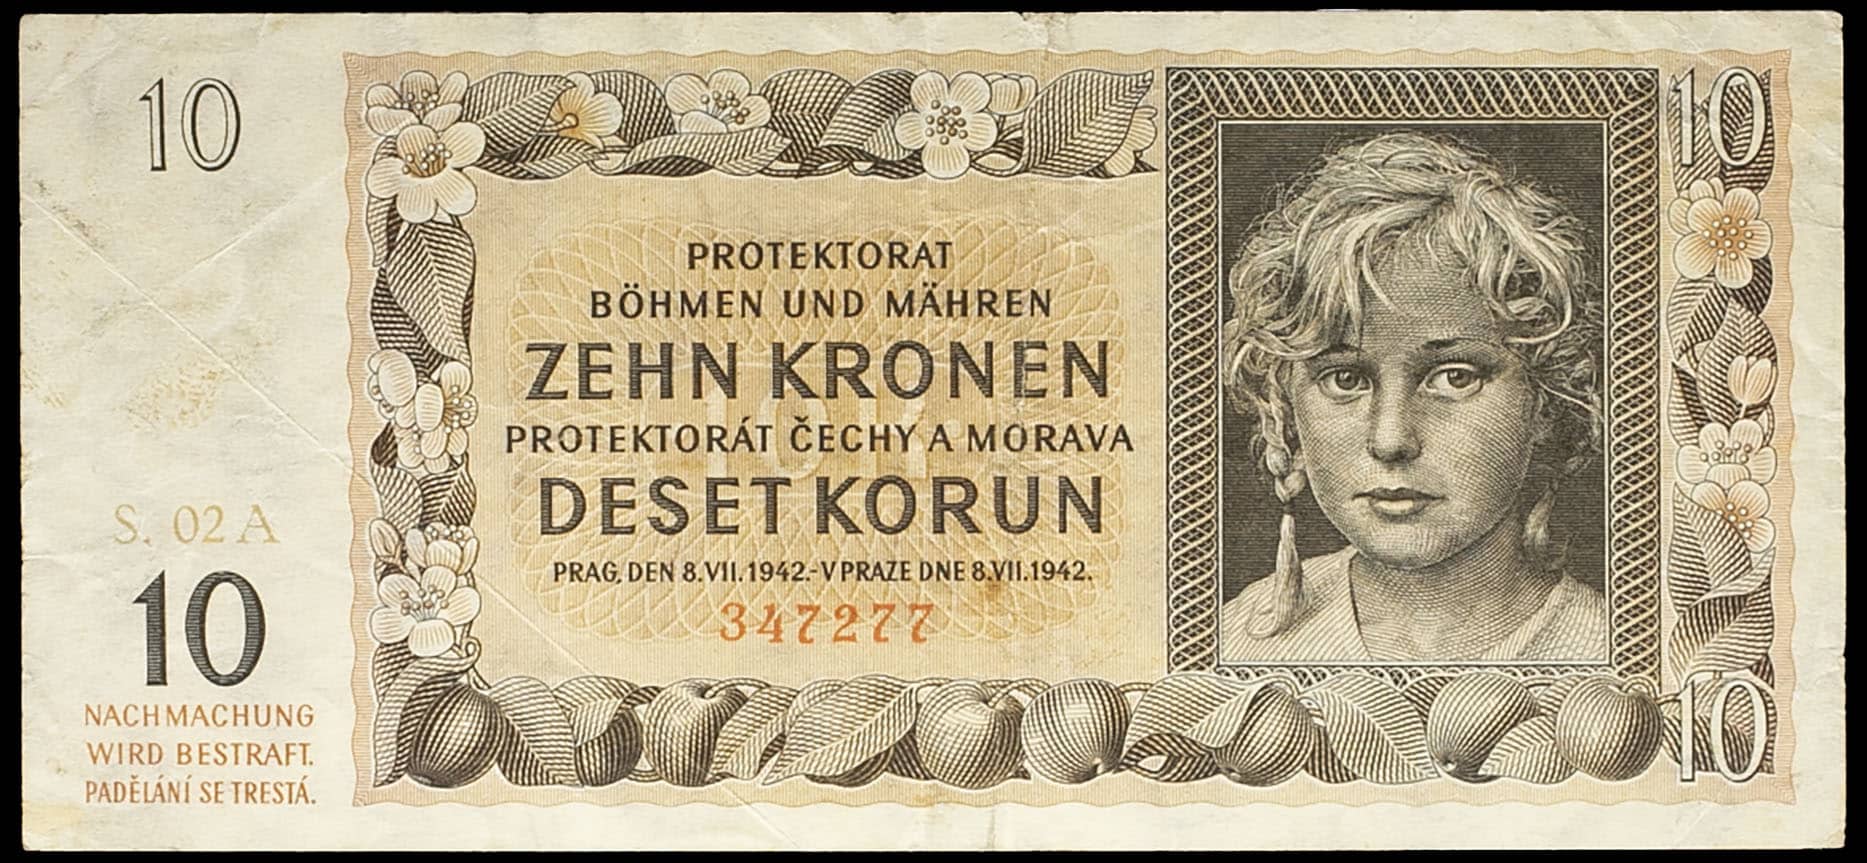 10
10
PROTEKTORAT
BÖHMEN UND MÄHREN
ZEHN KRONEN
PROTEKTORÁT ČECHY A MORAVA
DESET KORUN
PRAG, DEN 8.VII.1942.-V PRAZE DNE 8.VII.1942.
347277
S. 02 A
10
NACHMACHUNG
WIRD BESTRAFT.
PADĚLÁNÍ SE TRESTÁ.
10